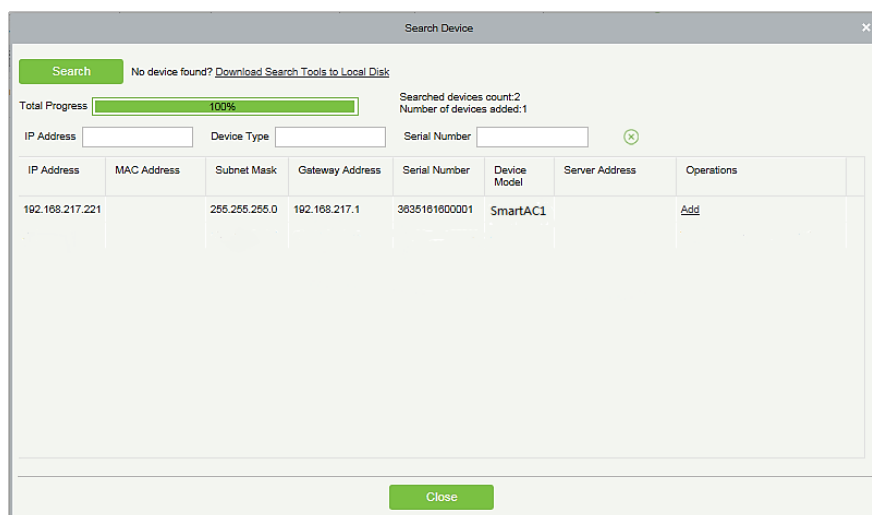 Search Device
Search No device found? Download Search Tools to Local Disk
Total Progress 100% Searched devices count:2
Number of devices added:1
IP Address Device Type Serial Number
IP Address MAC Address Subnet Mask Gateway Address Serial Number Device Model Server Address Operations
192.168.217.221 255.255.255.0 192.168.217.1 3635161600001 SmartAC1 Add
Close